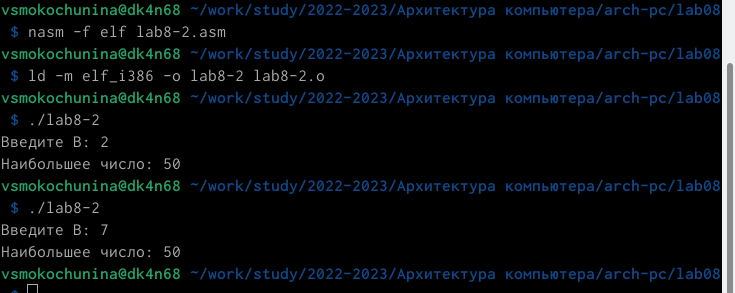 vsmokochunina@dk4n68 ~/work/study/2022-2023/Архитектура компьютера/arch-pc/lab08
$ nasm -f elf lab8-2.asm
vsmokochunina@dk4n68 ~/work/study/2022-2023/Архитектура компьютера/arch-pc/lab08
$ ld -m elf_i386 -o lab8-2 lab8-2.o
vsmokochunina@dk4n68 ~/work/study/2022-2023/Архитектура компьютера/arch-pc/lab08
$ ./lab8-2
Введите В: 2
Наибольшее число: 50
vsmokochunina@dk4n68 ~/work/study/2022-2023/Архитектура компьютера/arch-pc/lab08
$ ./lab8-2
Введите В: 7
Наибольшее число: 50
vsmokochunina@dk4n68 ~/work/study/2022-2023/Архитектура компьютера/arch-pc/lab08